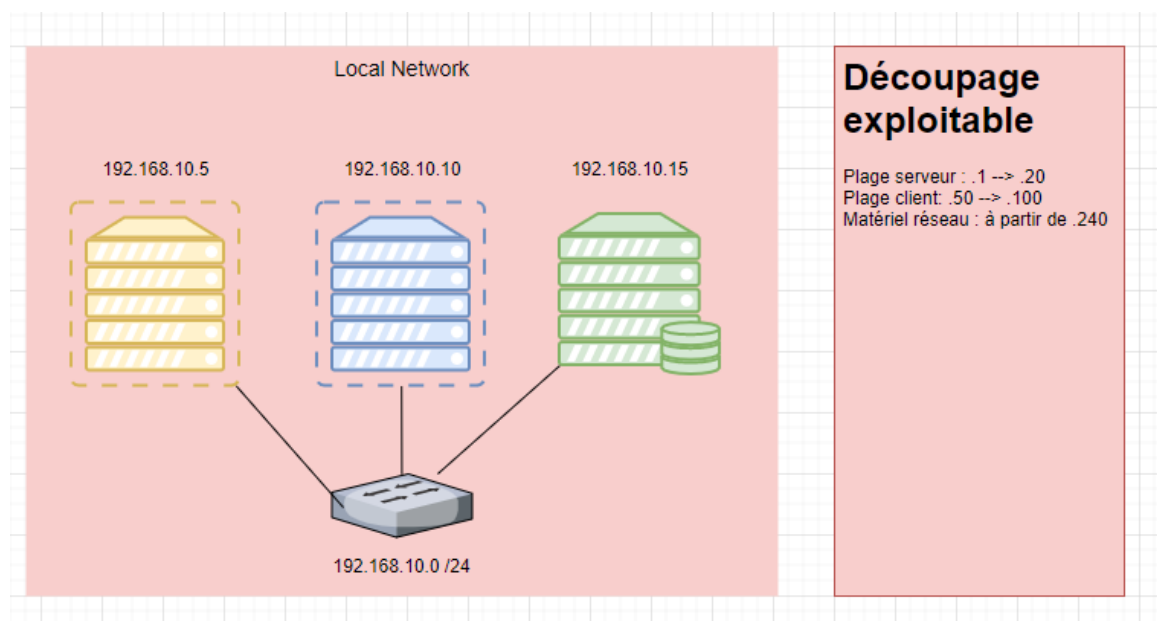 Local Network
192.168.10.5
192.168.10.10
192.168.10.15
192.168.10.0 /24
Découpage
exploitable
Plage serveur : .1 --> .20
Plage client: .50 --> .100
Matériel réseau : à partir de .240